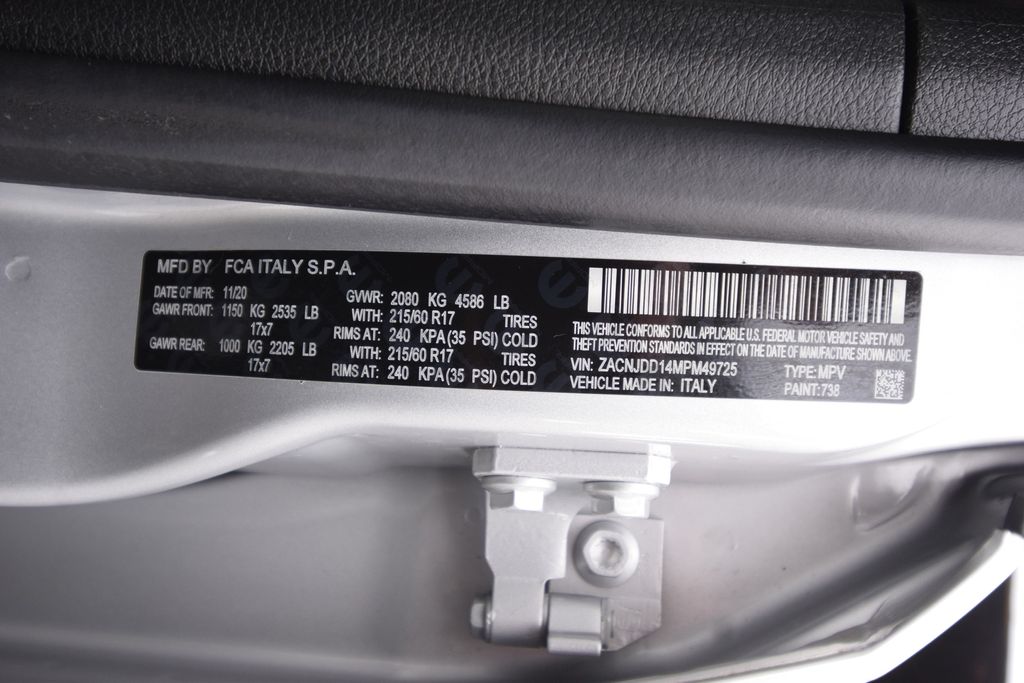 MFD BY FCA ITALY S.P.A.
DATE OF MFR: 11/20 GVWR: 2080 KG 4586 LB
GAWR FRONT: 1150 KG 2535 LB WITH: 215/60 R17 TIRES
17x7 RIMS AT: 240 KPA(35 PSI) COLD
GAWR REAR: 1000 KG 2205 LB WITH: 215/60 R17 TIRES
17x7 RIMS AT: 240 KPA(35 PSI) COLD
THIS VEHICLE CONFORMS TO ALL APPLICABLE U.S. FEDERAL MOTOR VEHICLE SAFETY AND
THEFT PREVENTION STANDARDS IN EFFECT ON THE DATE OF MANUFACTURE SHOWN ABOVE.
VIN: ZACNJDD14MPM49725 TYPE: MPV
VEHICLE MADE IN: ITALY PAINT:738